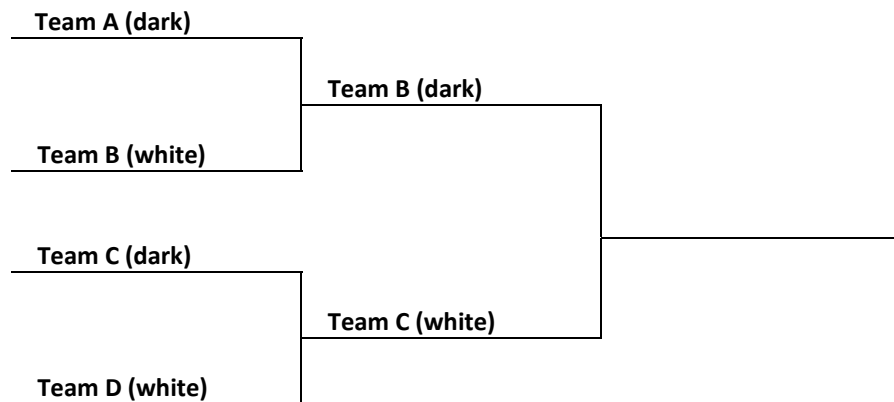 Team A (dark)
Team B (dark)
Team B (white)
Team C (dark)
Team C (white)
Team D (white)